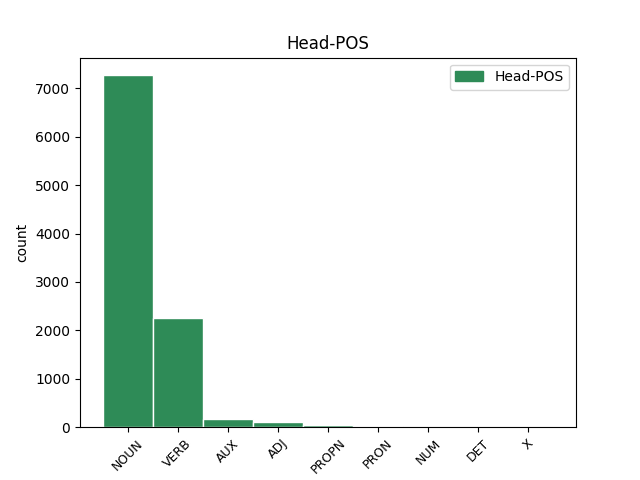 Head-POS
Head-POS
7000
6000
5000
4000
3000
2000
1000
0
count
NOUN
VERB
AUX
ADJ
PROPN
PRON
NUM
DET
X